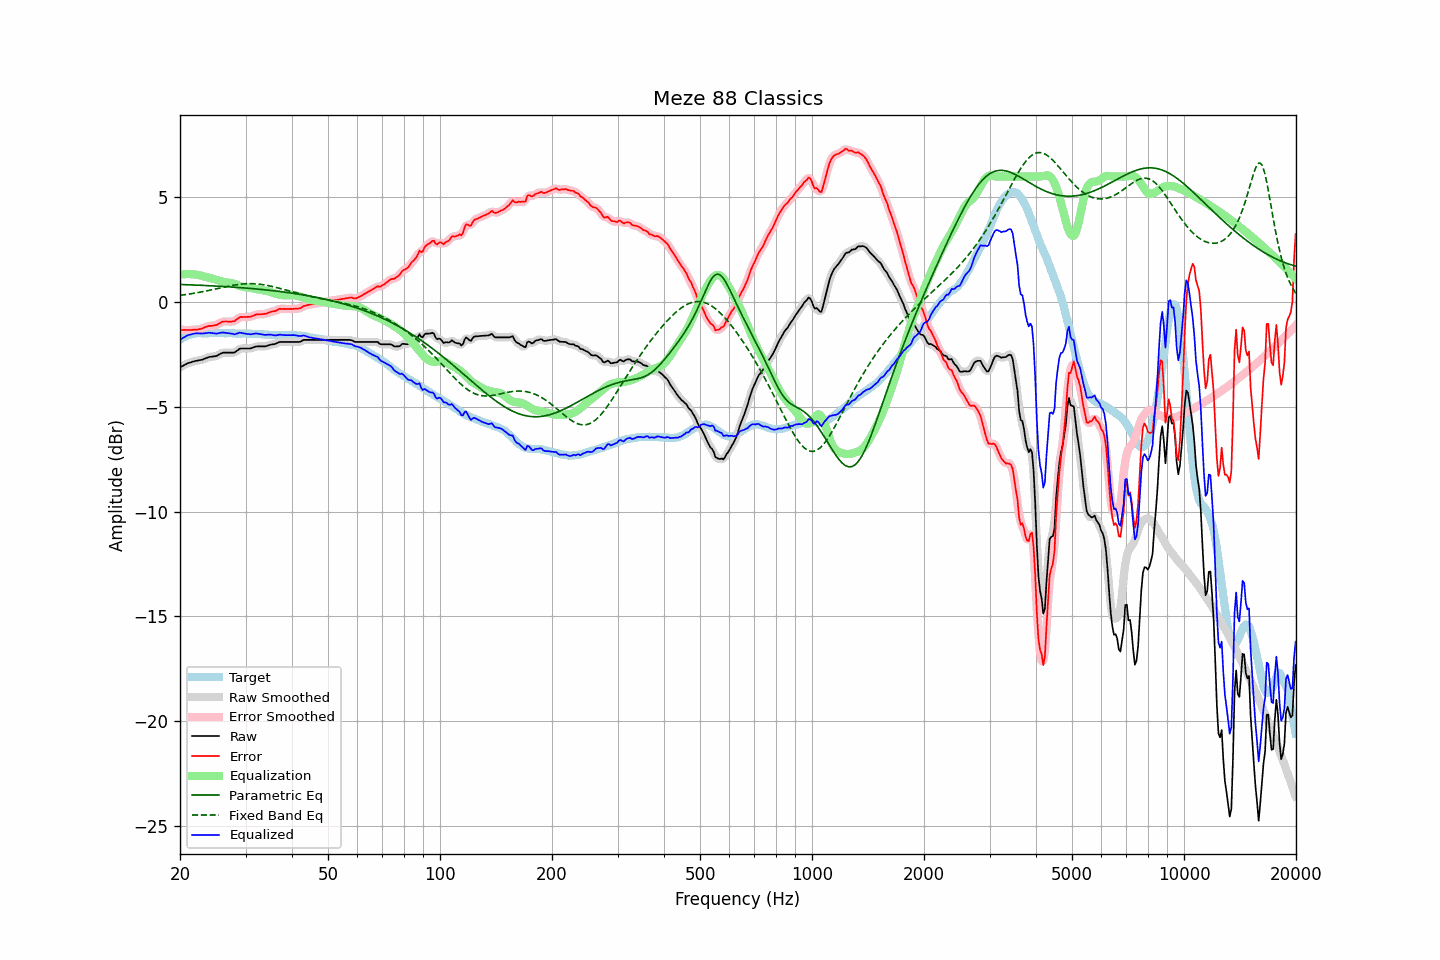 Meze 88 Classics
Amplitude (dBr)
5
0
−5
−10
−15
−20
−25
Target
Raw Smoothed
Error Smoothed
Raw
Error
Equalization
Parametric Eq
Fixed Band Eq
Equalized
20 50 100 200 500 1000 2000 5000 10000 20000
Frequency (Hz)